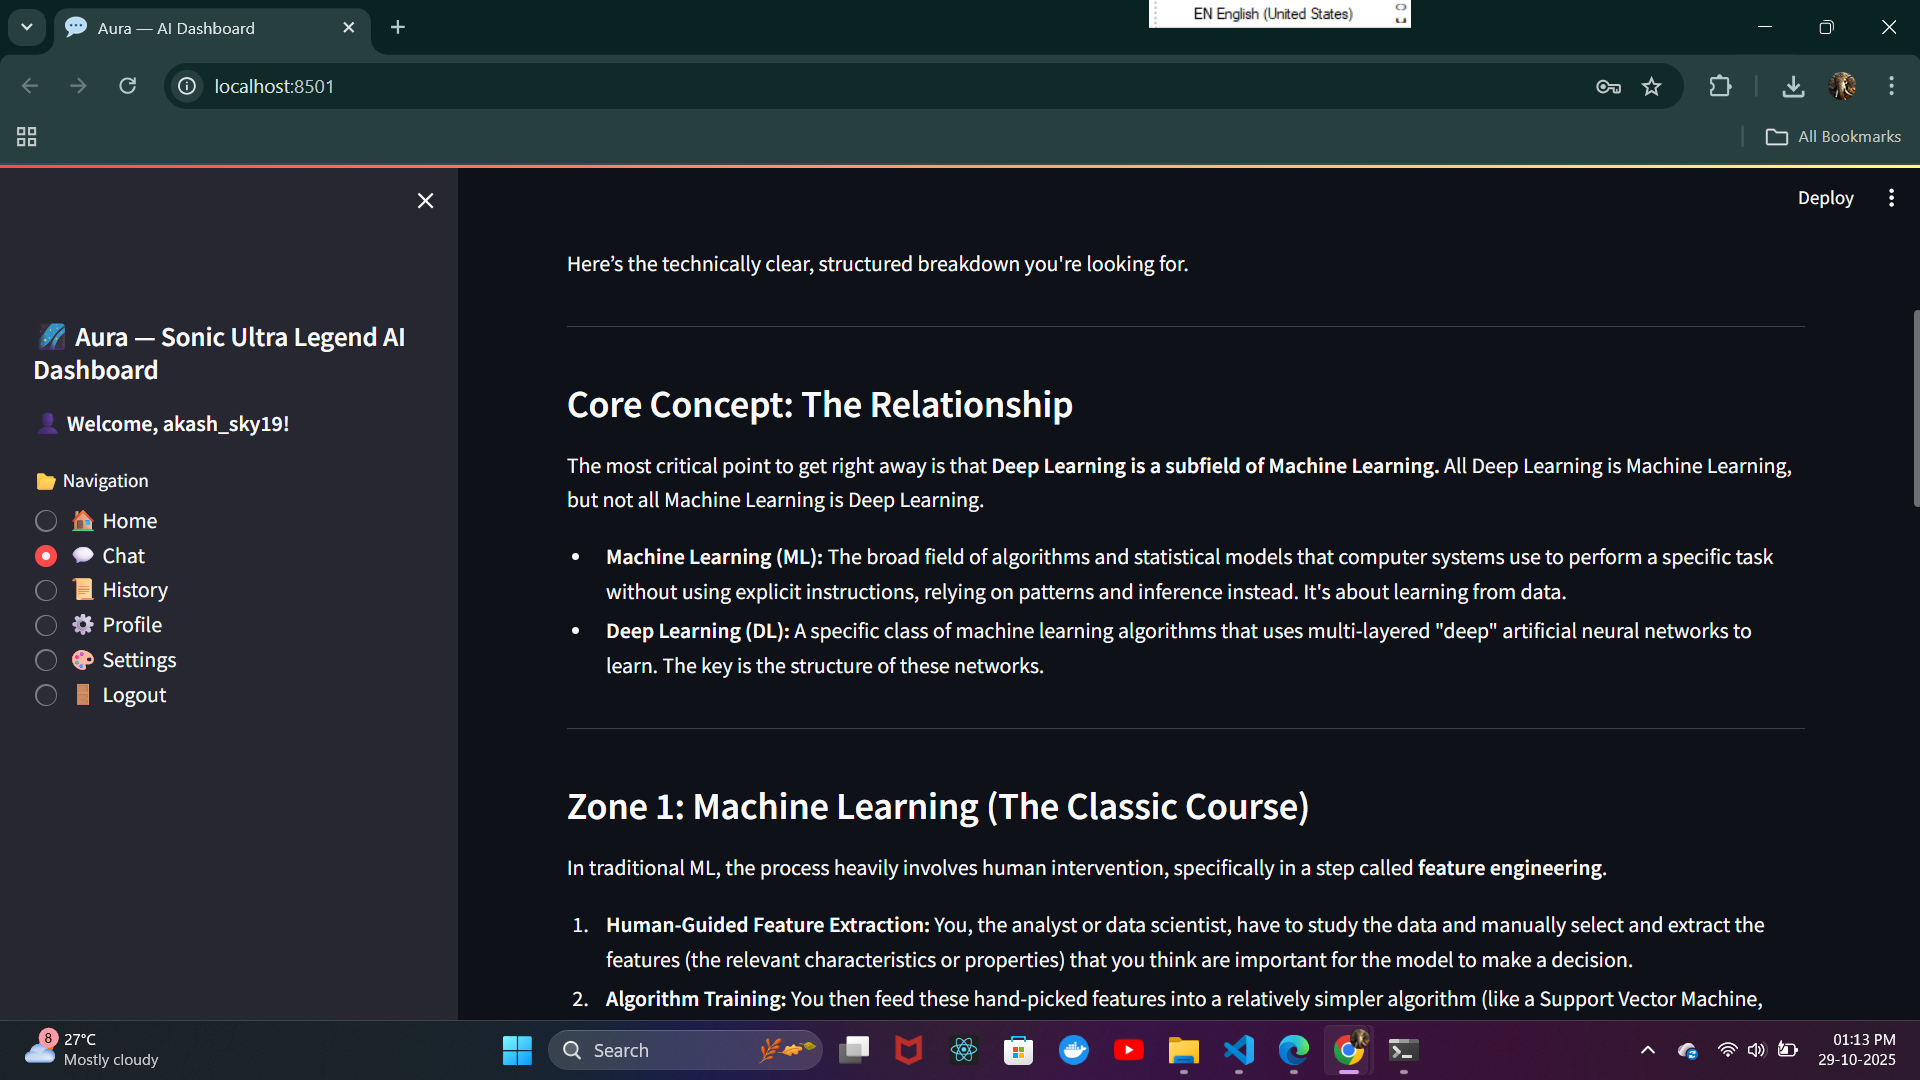 Aura — AI Dashboard
EN English (United States)
localhost:8501
All Bookmarks
Deploy
Aura — Sonic Ultra Legend AI
Dashboard
Welcome, akash_sky19!
Navigation
Home
Chat
History
Profile
Settings
Logout
Here’s the technically clear, structured breakdown you're looking for.
Core Concept: The Relationship
The most critical point to get right away is that Deep Learning is a subfield of Machine Learning. All Deep Learning is Machine Learning,
but not all Machine Learning is Deep Learning.
• Machine Learning (ML): The broad field of algorithms and statistical models that computer systems use to perform a specific task
without using explicit instructions, relying on patterns and inference instead. It's about learning from data.
• Deep Learning (DL): A specific class of machine learning algorithms that uses multi-layered "deep" artificial neural networks to
learn. The key is the structure of these networks.
Zone 1: Machine Learning (The Classic Course)
In traditional ML, the process heavily involves human intervention, specifically in a step called feature engineering.
1. Human-Guided Feature Extraction: You, the analyst or data scientist, have to study the data and manually select and extract the
features (the relevant characteristics or properties) that you think are important for the model to make a decision.
2. Algorithm Training: You then feed these hand-picked features into a relatively simpler algorithm (like a Support Vector Machine,
8
27°C
Mostly cloudy
Search
01:13 PM
29-10-2025